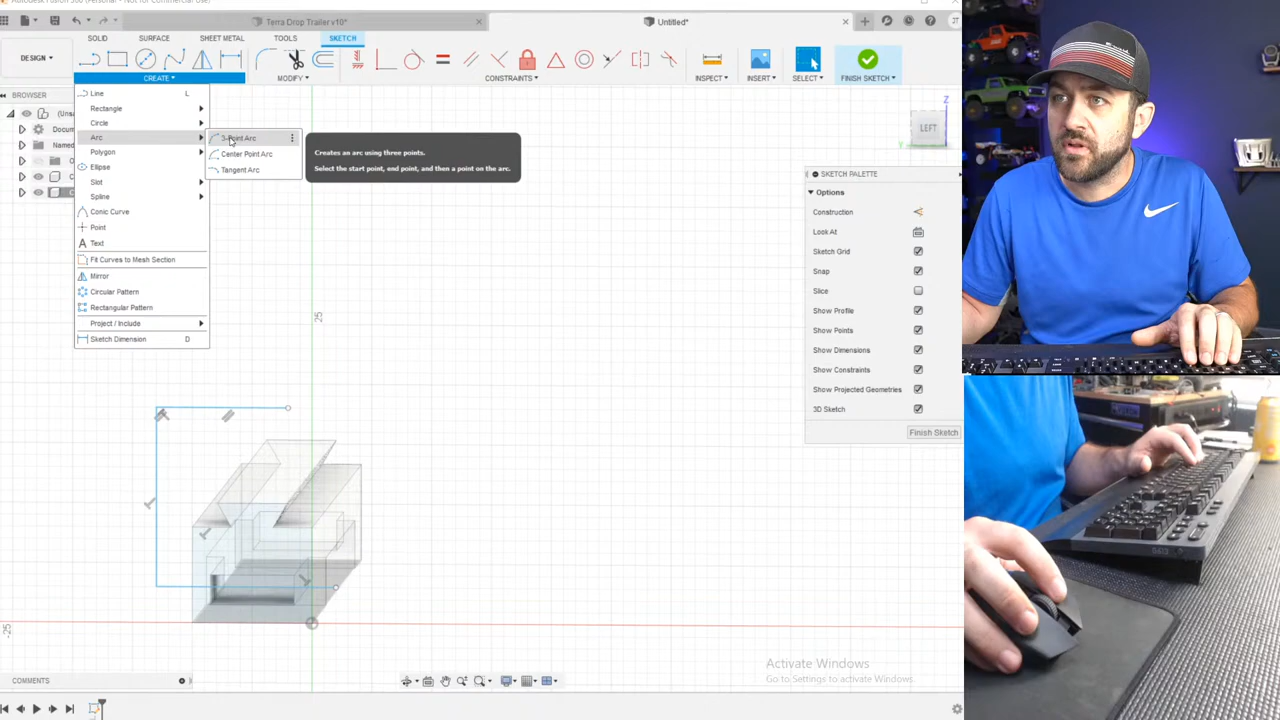 Autodesk Fusion 360 (Personal - Not for Commercial Use)
Terra Drop Trailer v10*
Untitled*
JT
SOLID
SURFACE
SHEET METAL
TOOLS
SKETCH
DESIGN
CREATE
MODIFY
CONSTRAINTS
INSPECT
INSERT
SELECT
FINISH SKETCH
BROWSER
(Uns
Docum
Named
Line
L
Rectangle
Circle
Arc
Polygon
Ellipse
Slot
Spline
Conic Curve
Point
Text
Fit Curves to Mesh Section
Mirror
Circular Pattern
Rectangular Pattern
Project / Include
Sketch Dimension
D
3-Point Arc
Center Point Arc
Tangent Arc
Creates an arc using three points.
Select the start point, end point, and then a point on the arc.
Z
LEFT
Y
SKETCH PALETTE
Options
Construction
Look At
Sketch Grid
Snap
Slice
Show Profile
Show Points
Show Dimensions
Show Constraints
Show Projected Geometries
3D Sketch
Finish Sketch
25
25
Activate Windows
Go to Settings to activate Windows.
COMMENTS